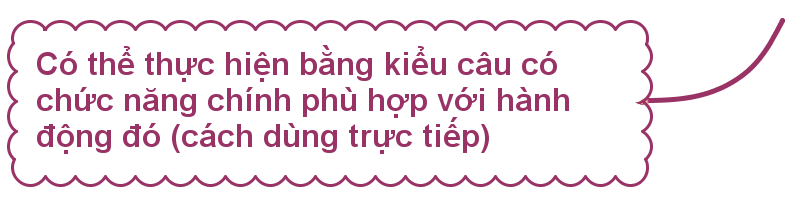 Có thể thực hiện bằng kiểu câu có
chức năng chính phù hợp với hành
động đó (cách dùng trực tiếp)